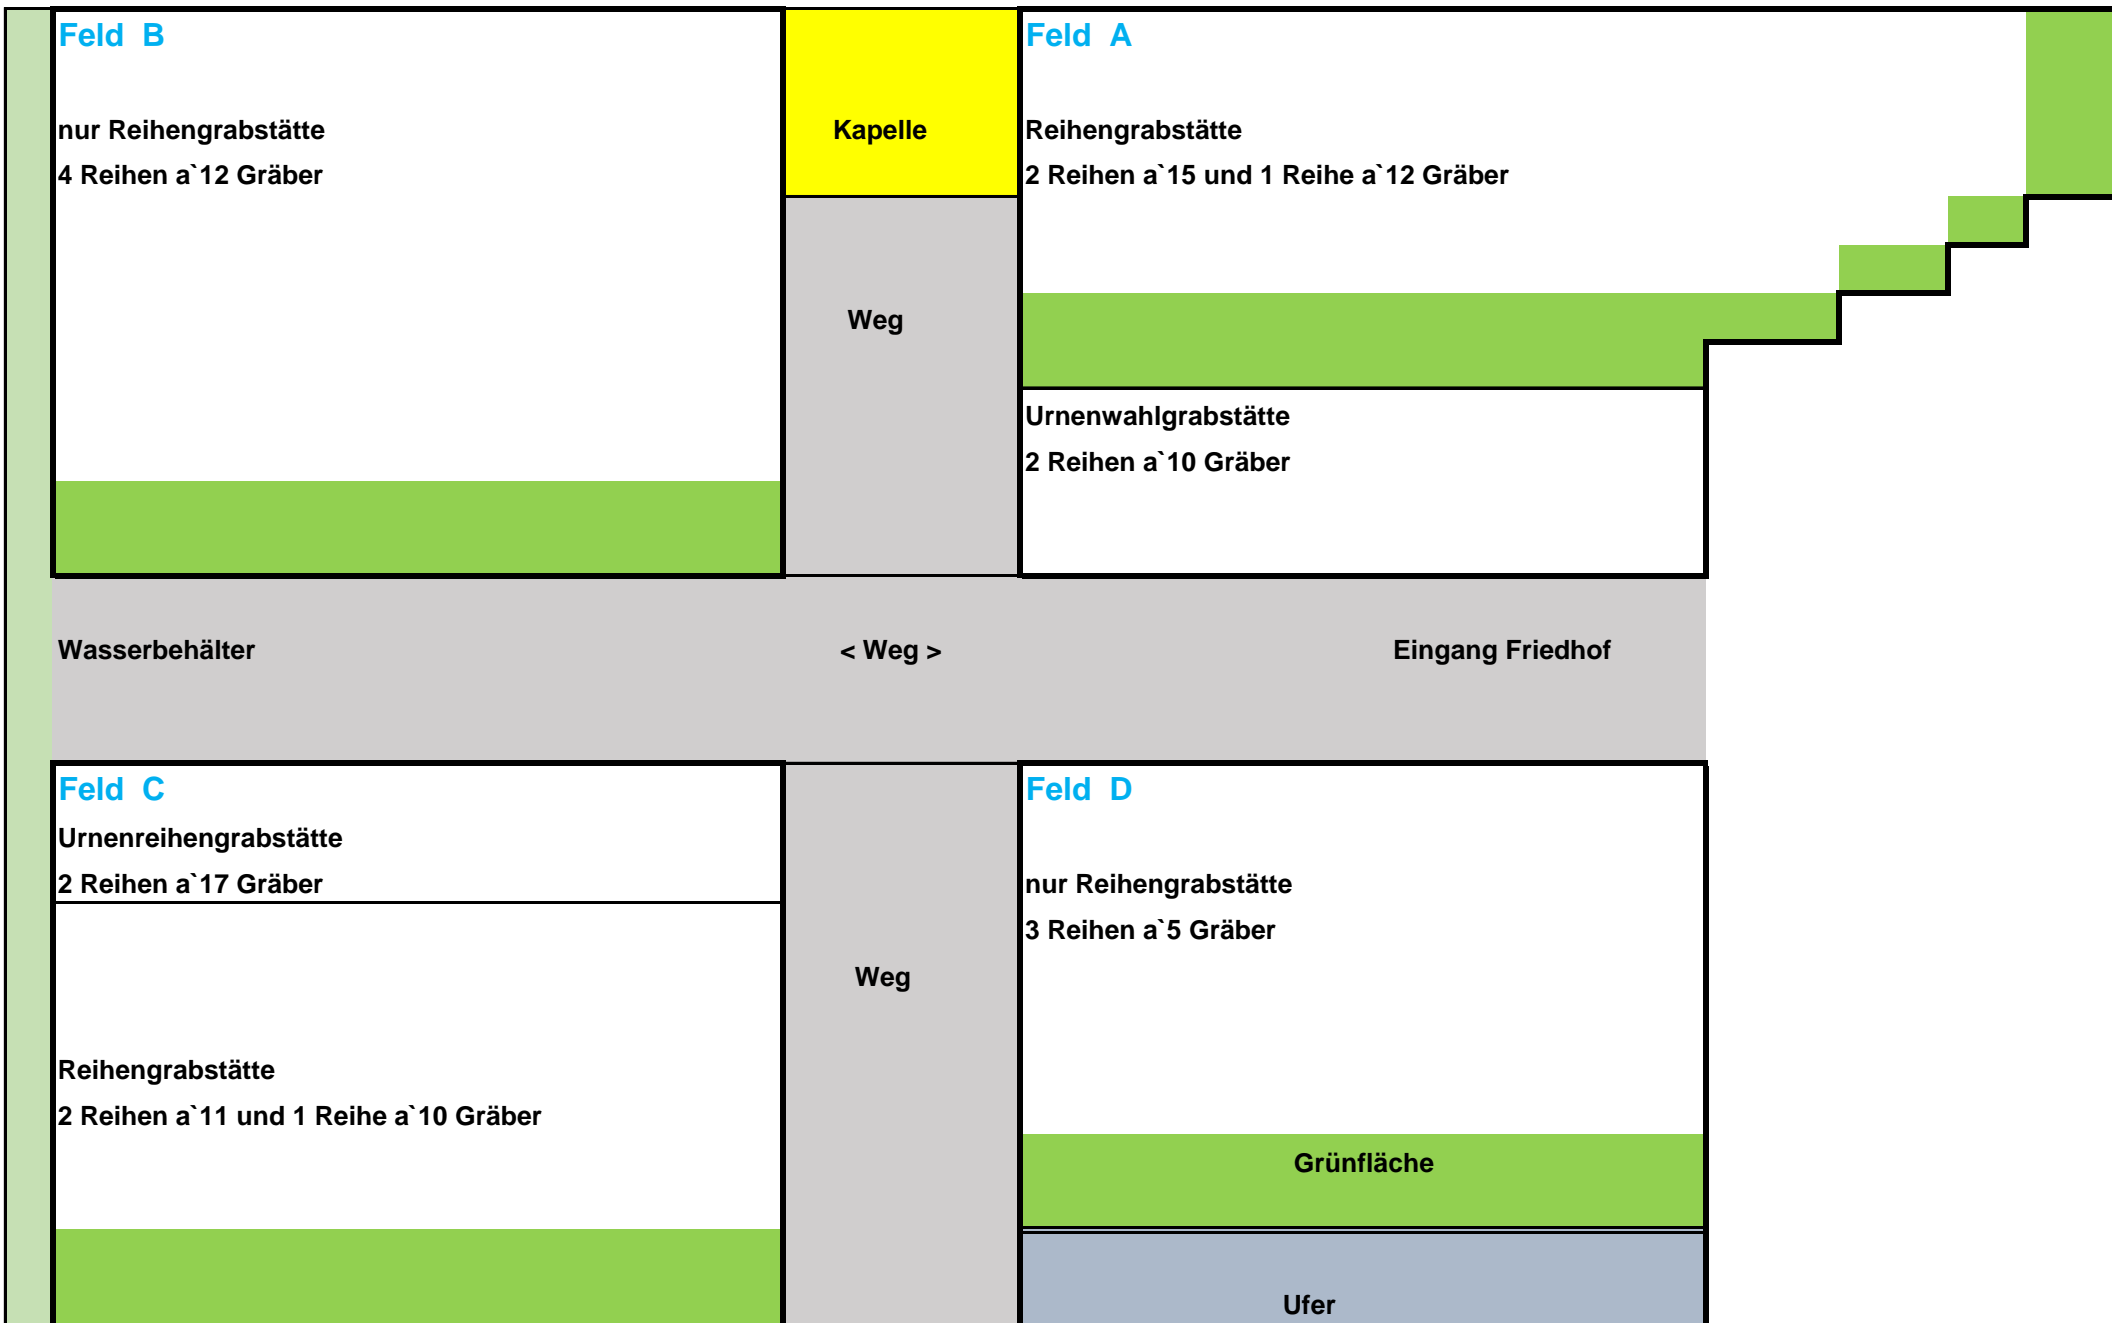 Feld B
nur Reihengrabstätte
4 Reihen a`12 Gräber
Kapelle
Weg
Feld A
Reihengrabstätte
2 Reihen a`15 und 1 Reihe a`12 Gräber
Urnenwahlgrabstätte
2 Reihen a`10 Gräber
Wasserbehälter
< Weg >
Eingang Friedhof
Feld C
Urnenreihengrabstätte
2 Reihen a`17 Gräber
Reihengrabstätte
2 Reihen a`11 und 1 Reihe a`10 Gräber
Weg
Feld D
nur Reihengrabstätte
3 Reihen a`5 Gräber
Grünfläche
Ufer